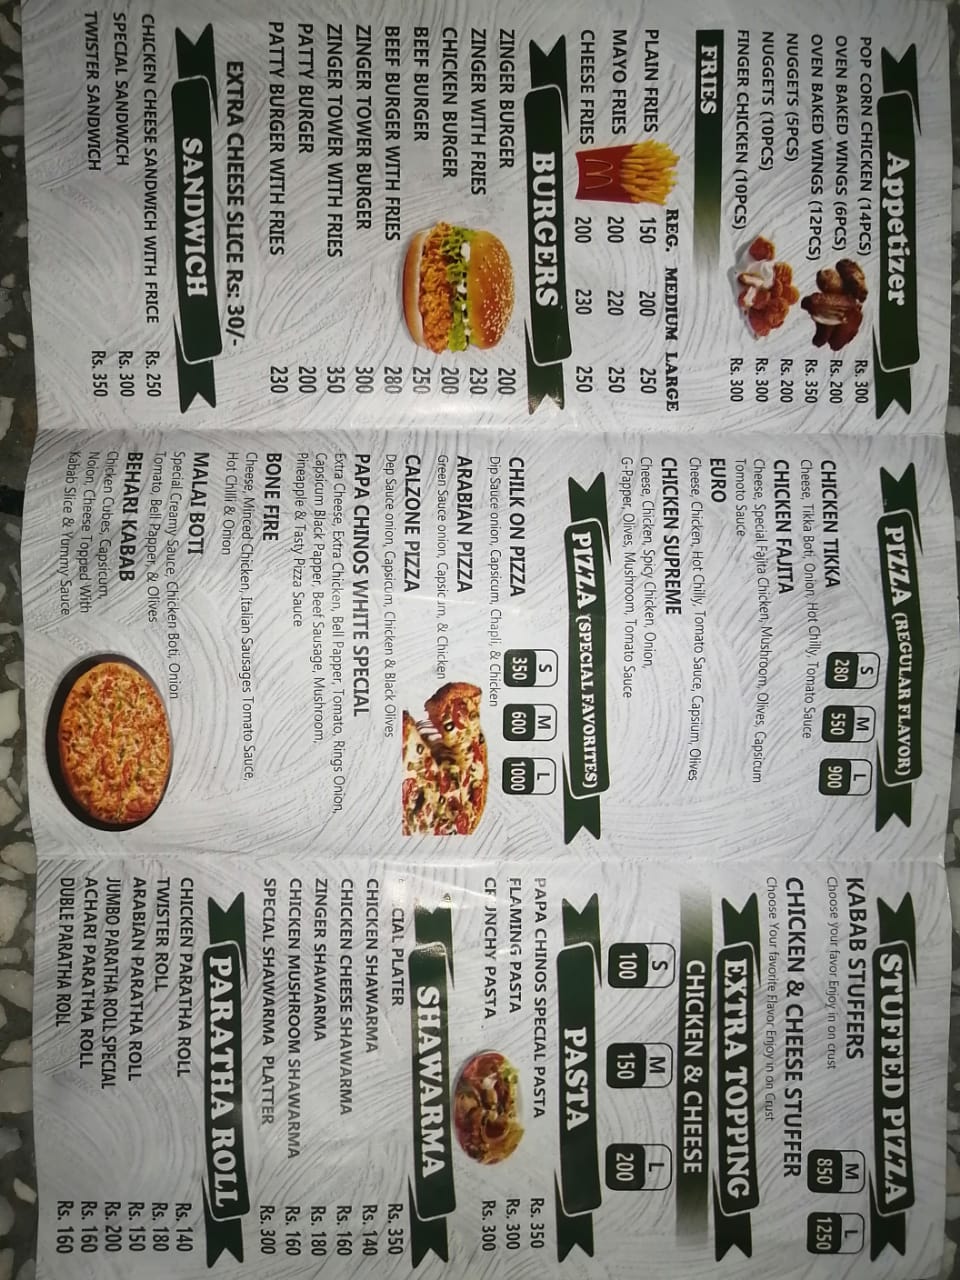 Appetizer
POP CORN CHICKEN (14PCS) Rs. 300
OVEN BAKED WINGS (6PCS) Rs. 200
OVEN BAKED WINGS (12PCS) Rs. 350
NUGGETS (5PCS) Rs. 200
NUGGETS (10PCS) Rs. 300
FINGER CHICKEN (10PCS) Rs. 300
FRIES
REG. MEDIUM LARGE
PLAIN FRIES 150 200 250
MAYO FRIES 200 220 250
CHEESE FRIES 200 230 250
BURGERS
ZINGER BURGER 200
ZINGER WITH FRIES 230
CHICKEN BURGER 200
BEEF BURGER 250
BEEF BURGER WITH FRIES 280
ZINGER TOWER BURGER 300
ZINGER TOWER WITH FRIES 350
PATTY BURGER 200
PATTY BURGER WITH FRIES 230
EXTRA CHEESE SLICE Rs: 30/-
SANDWICH
CHICKEN CHEESE SANDWICH WITH FRICE Rs. 250
SPECIAL SANDWICH Rs. 300
TWISTER SANDWICH Rs. 350
PIZZA (REGULAR FLAVOR)
S M L
280 550 900
CHICKEN TIKKA
Cheese, Tikka Boti, Onion, Hot Chilly, Tomato Sauce
CHICKEN FAJITA
Cheese, Special Fajita Chicken, Mushroom, Olives, Capsicum
Tomoto Sauce
EURO
Cheese, Chicken, Hot Chilly, Tomato Sauce, Capsium, Olives
CHICKEN SUPREME
Cheese, Chicken, Spicy Chicken, Onion,
G-Papper, Olives, Mushroom, Tomato Sauce
PIZZA (SPECIAL FAVORITES)
S M L
350 600 1000
CHILK ON PIZZA
Dip Sauce onion, Capsicum, Chapli, & Chicken
ARABIAN PIZZA
Green Sauce onion, Capsicum, & Chicken
CALZONE PIZZA
Dep Sauce onion, Capsicum, Chicken & Black Olives
PAPA CHINOS WHITE SPECIAL
Extra Cheese, Extra Chicken, Bell Papper, Tomato, Rings Onion,
Capsicum Black Papper, Beef Sausage, Mushroom,
Pineapple & Tasty Pizza Sauce
BONE FIRE
Cheese, Minced Chicken, Italian Sausages Tomato Sauce,
Hot Chilli & Onion
MALAI BOTI
Special Creamy Sauce, Chicken Boti, Onion
Tomato, Bell Papper, & Olives
BEHARI KABAB
Chicken Cubes, Capsicum,
Noion, Cheese Topped With
Kabab Slice & Yummy Sauce
STUFFED PIZZA
M L
850 1250
KABAB STUFFERS
Choose your favor Enjoy in on crust
CHICKEN & CHEESE STUFFER
Choose Your favorite Flavor Enjoy in on Crust
EXTRA TOPPING
CHICKEN & CHEESE
S M L
100 150 200
PASTA
PAPA CHINOS SPECIAL PASTA Rs. 350
FLAMING PASTA Rs. 300
CRUNCHY PASTA Rs. 300
SHAWARMA
CIAL PLATER Rs. 350
CHICKEN SHAWARMA Rs. 140
CHICKEN CHEESE SHAWARMA Rs. 160
ZINGER SHAWARMA Rs. 180
CHICKEN MUSHROOM SHAWARMA Rs. 160
SPECIAL SHAWARMA PLATTER Rs. 300
PARATHA ROLL
CHICKEN PARATHA ROLL Rs. 140
TWISTER ROLL Rs. 180
ARABIAN PARATHA ROLL Rs. 150
JUMBO PARATHA ROLL SPECIAL Rs. 200
ACHARI PARATHA ROLL Rs. 160
DUBLE PARATHA ROLL Rs. 160